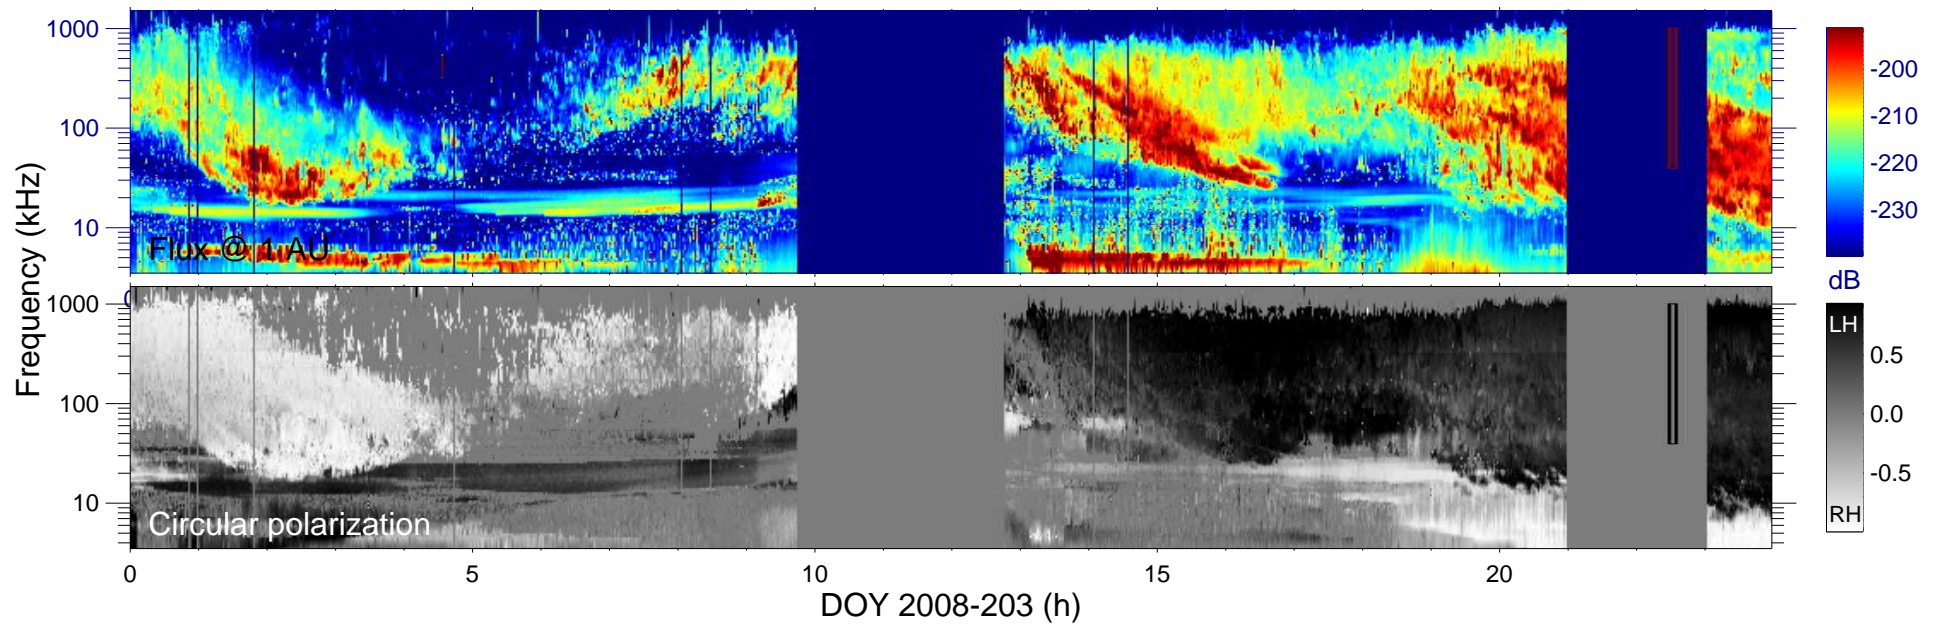 1000
100
10
Flux @ 1 AU
-200
-210
-220
-230
dB
0
Frequency (kHz)
1000
100
10
Circular polarization
LH
0.5
0.0
-0.5
RH
0
5
10
15
20
DOY 2008-203 (h)